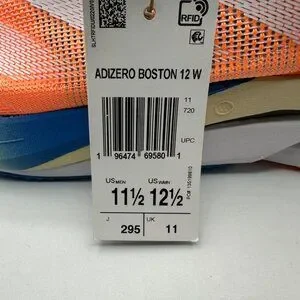 RFID
ADIZERO BOSTON 12 W
11
720
UPC
1 96474 69580 1
US MEN US WMN
11½ 12½
J UK
295 11